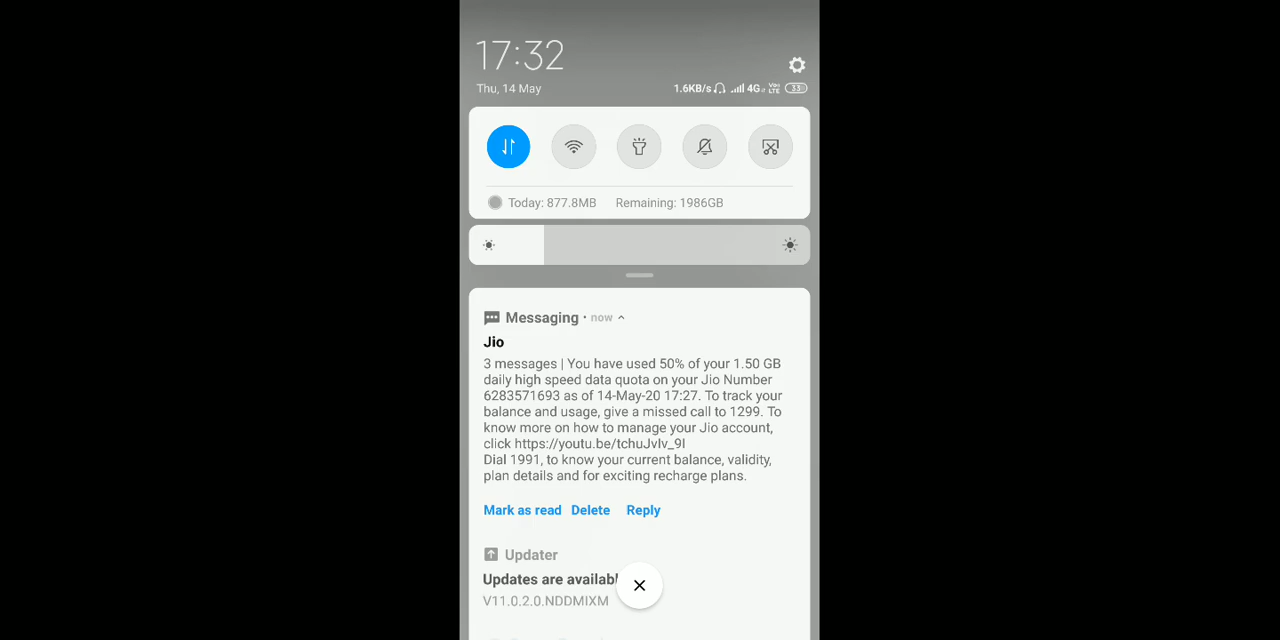 17:32
Thu, 14 May
1.6KB/s 4G Vo LTE 33
Today: 877.8MB Remaining: 1986GB
Messaging • now
Jio
3 messages | You have used 50% of your 1.50 GB
daily high speed data quota on your Jio Number
6283571693 as of 14-May-20 17:27. To track your
balance and usage, give a missed call to 1299. To
know more on how to manage your Jio account,
click https://youtu.be/tchuJvIv_9I
Dial 1991, to know your current balance, validity,
plan details and for exciting recharge plans.
Mark as read Delete Reply
Updater
Updates are availabl
V11.0.2.0.NDDMIXM